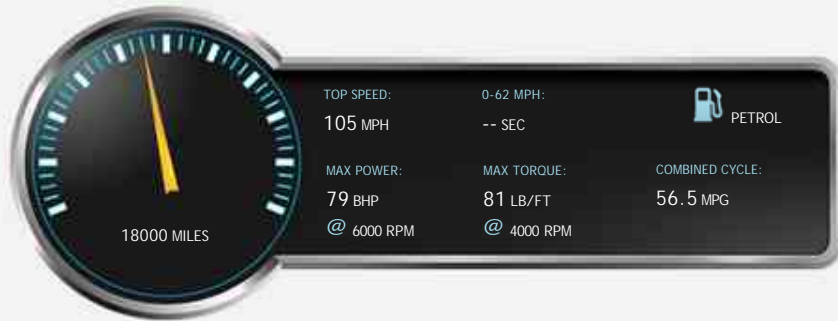 TOP SPEED:
105 MPH
0-62 MPH:
-- SEC
PETROL
MAX POWER:
79 BHP
@ 6000 RPM
MAX TORQUE:
81 LB/FT
@ 4000 RPM
COMBINED CYCLE:
56.5 MPG
18000 MILES